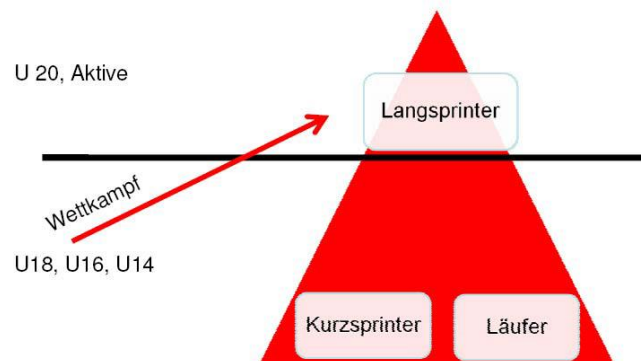 U 20, Aktive
Langsprinter
Wettkampf
U18, U16, U14
Kurzsprinter
Läufer